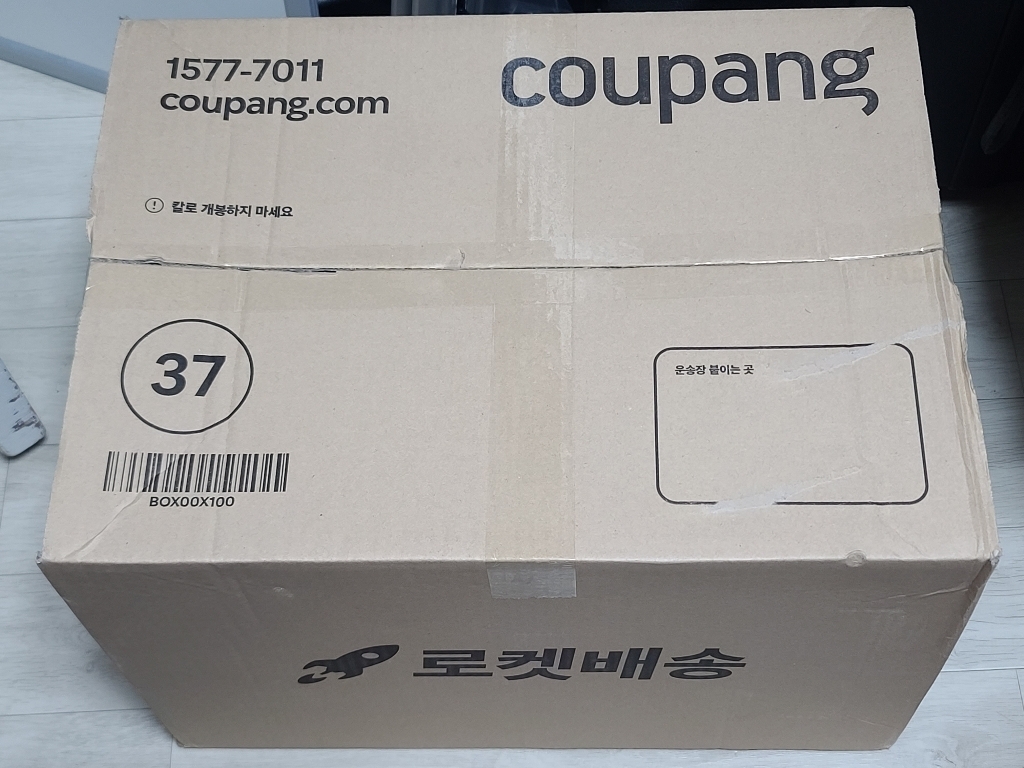 1577-7011
coupang.com
coupang
칼로 개봉하지 마세요
37
BOX00X100
운송장 붙이는 곳
로켓배송